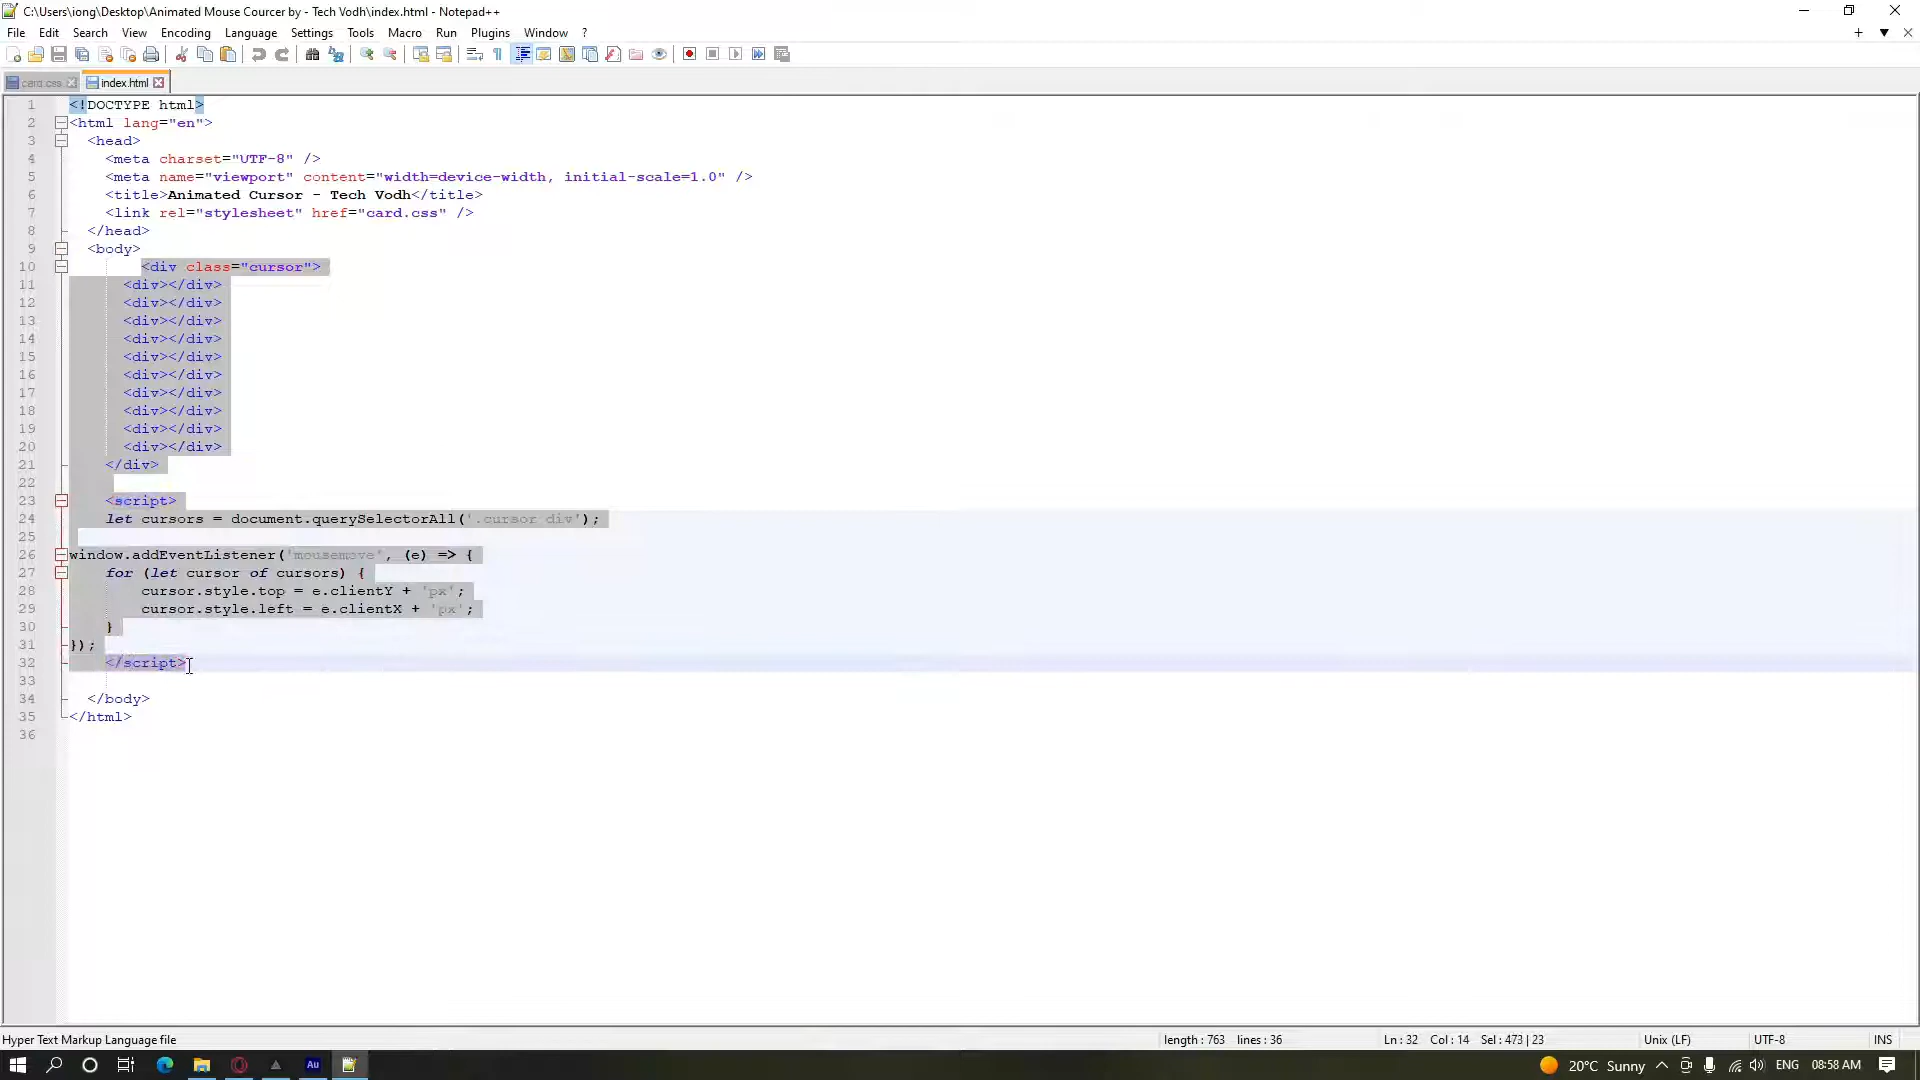 C:\Users\iong\Desktop\Animated Mouse Courcer by - Tech Vodh\index.html - Notepad++
File Edit Search View Encoding Language Settings Tools Macro Run Plugins Window ?
card.css index.html
1 <!DOCTYPE html>
2 <html lang="en">
3 <head>
4 <meta charset="UTF-8" />
5 <meta name="viewport" content="width=device-width, initial-scale=1.0" />
6 <title>Animated Cursor - Tech Vodh</title>
7 <link rel="stylesheet" href="card.css" />
8 </head>
9 <body>
10 <div class="cursor">
11 <div></div>
12 <div></div>
13 <div></div>
14 <div></div>
15 <div></div>
16 <div></div>
17 <div></div>
18 <div></div>
19 <div></div>
20 <div></div>
21 </div>
22
23 <script>
24 let cursors = document.querySelectorAll('.cursor div');
25
26 window.addEventListener('mousemove', (e) => {
27 for (let cursor of cursors) {
28 cursor.style.top = e.clientY + 'px';
29 cursor.style.left = e.clientX + 'px';
30 }
31 });
32 </script>
33
34 </body>
35 </html>
36
Hyper Text Markup Language file length : 763 lines : 36 Ln : 32 Col : 14 Sel : 473 | 23 Unix (LF) UTF-8 INS
Au 20°C Sunny ENG 08:58 AM